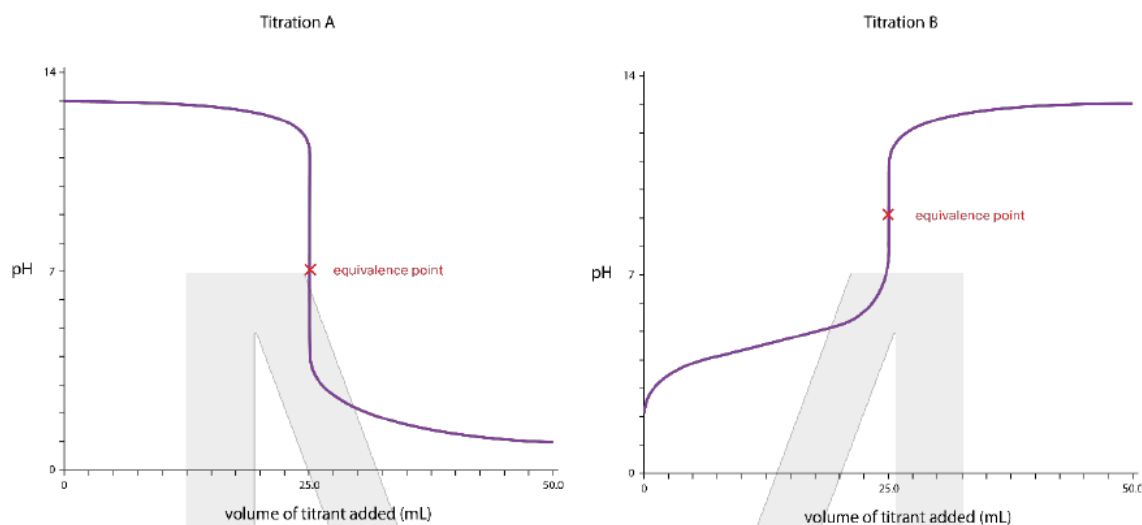 Titration A
14
pH
7
equivalence point
0
0
25.0
50.0
volume of titrant added (mL)
Titration B
14
pH
7
equivalence point
0
0
25.0
50.0
volume of titrant added (mL)